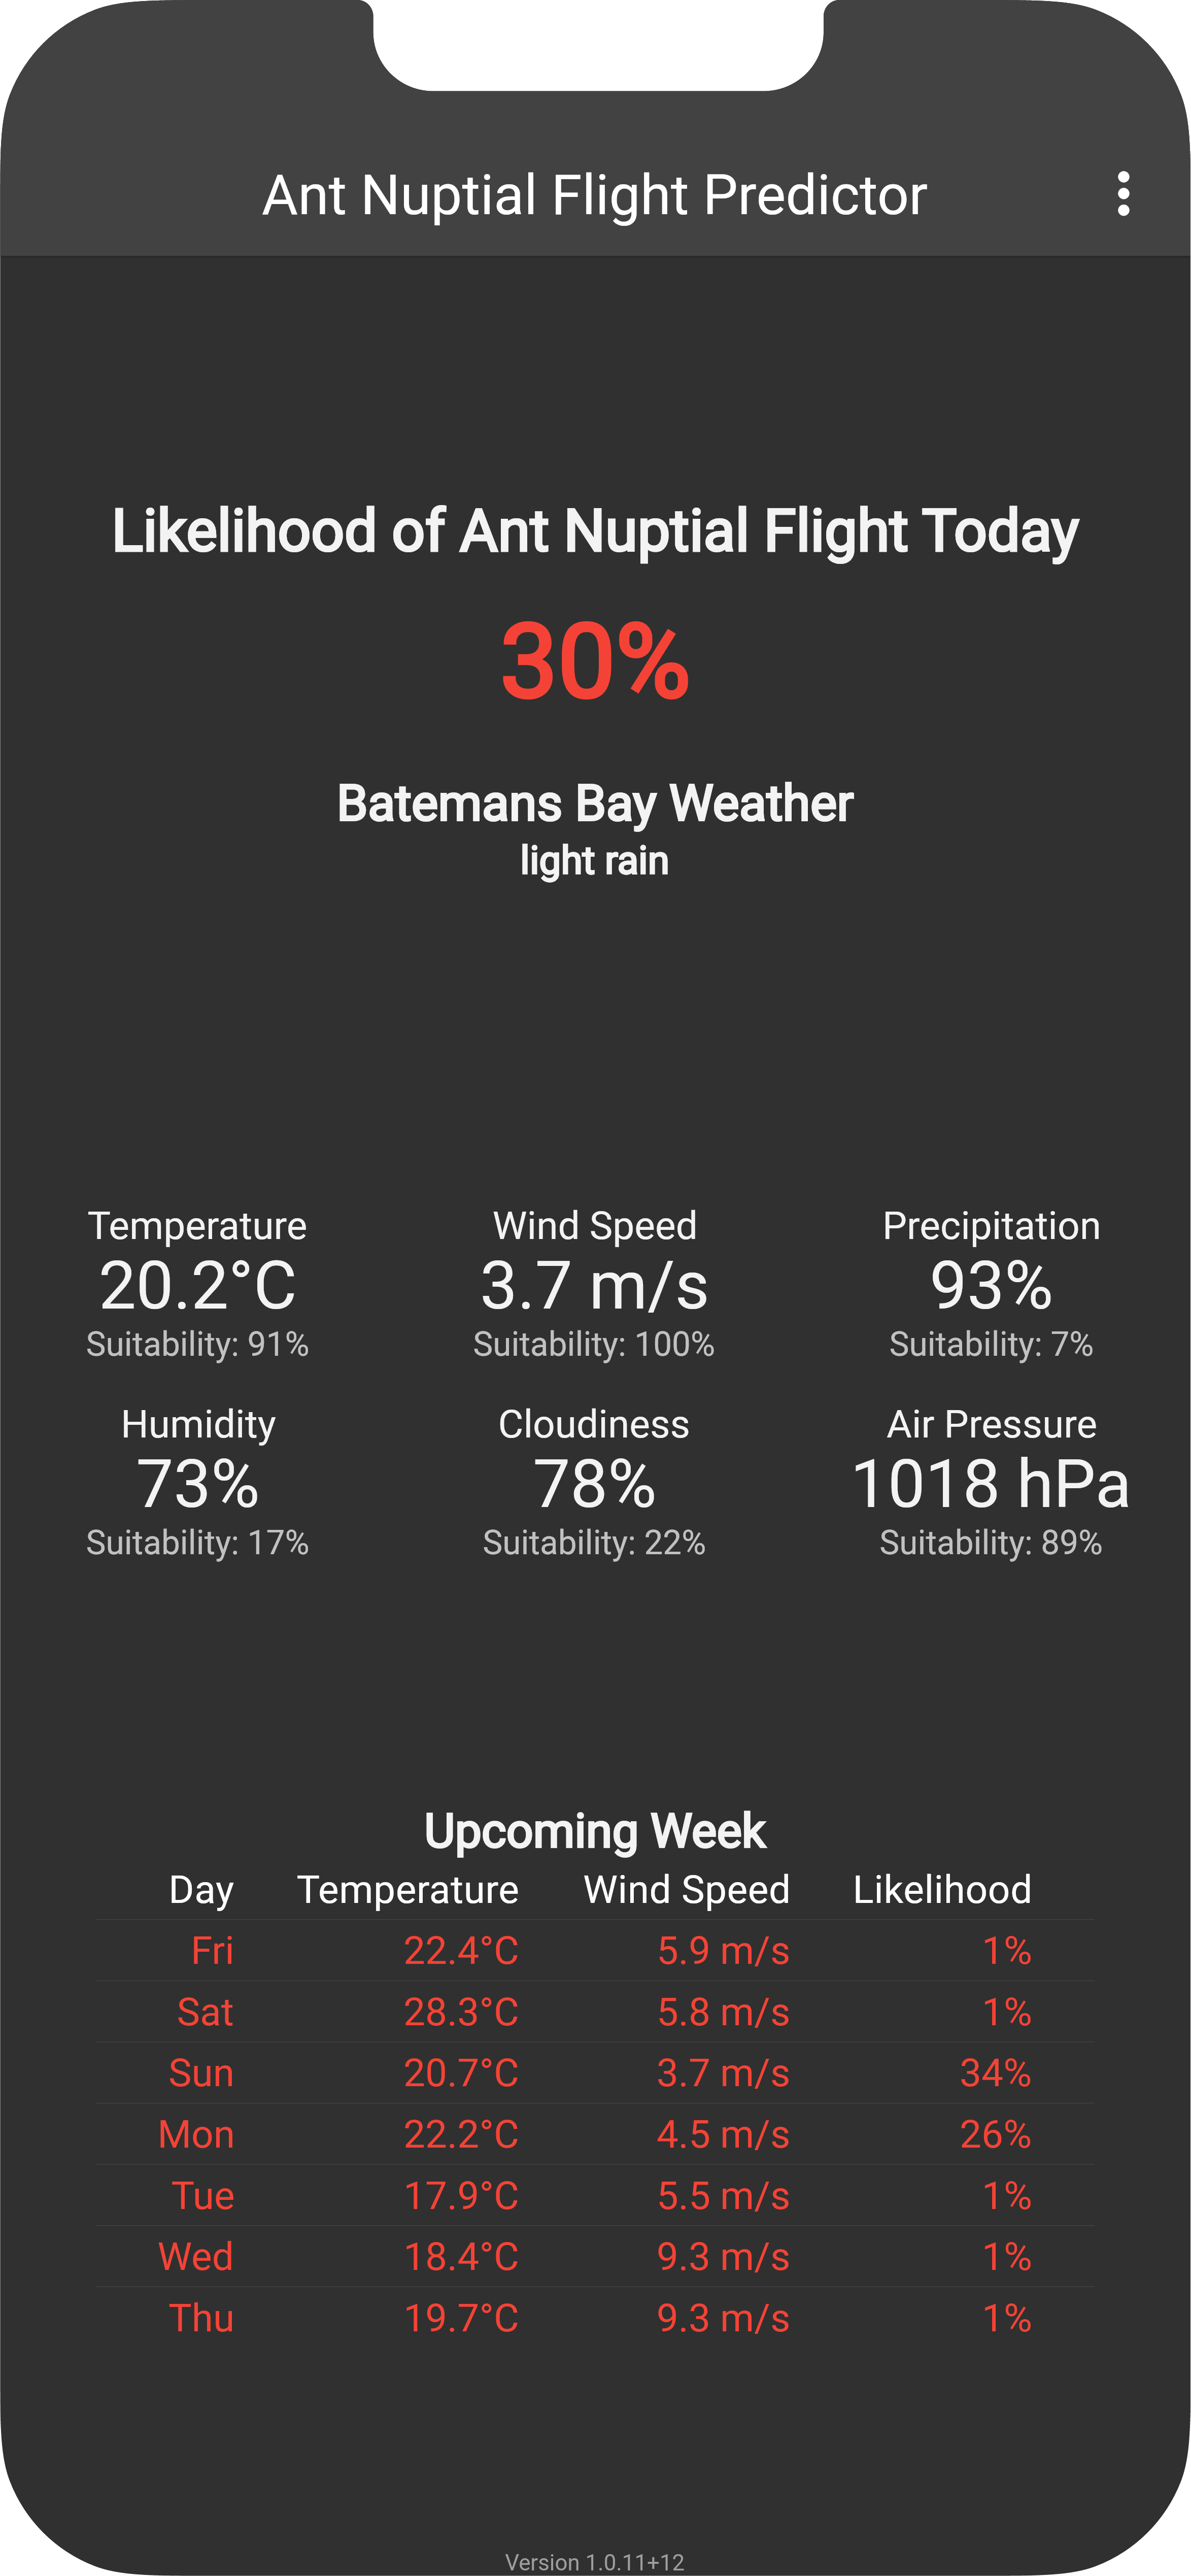 Ant Nuptial Flight Predictor
Likelihood of Ant Nuptial Flight Today
30%
Batemans Bay Weather
light rain
Temperature Wind Speed Precipitation
20.2°C 3.7 m/s 93%
Suitability: 91% Suitability: 100% Suitability: 7%
Humidity Cloudiness Air Pressure
73% 78% 1018 hPa
Suitability: 17% Suitability: 22% Suitability: 89%
Upcoming Week
Day Temperature Wind Speed Likelihood
Fri 22.4°C 5.9 m/s 1%
Sat 28.3°C 5.8 m/s 1%
Sun 20.7°C 3.7 m/s 34%
Mon 22.2°C 4.5 m/s 26%
Tue 17.9°C 5.5 m/s 1%
Wed 18.4°C 9.3 m/s 1%
Thu 19.7°C 9.3 m/s 1%
Version 1.0.11+12